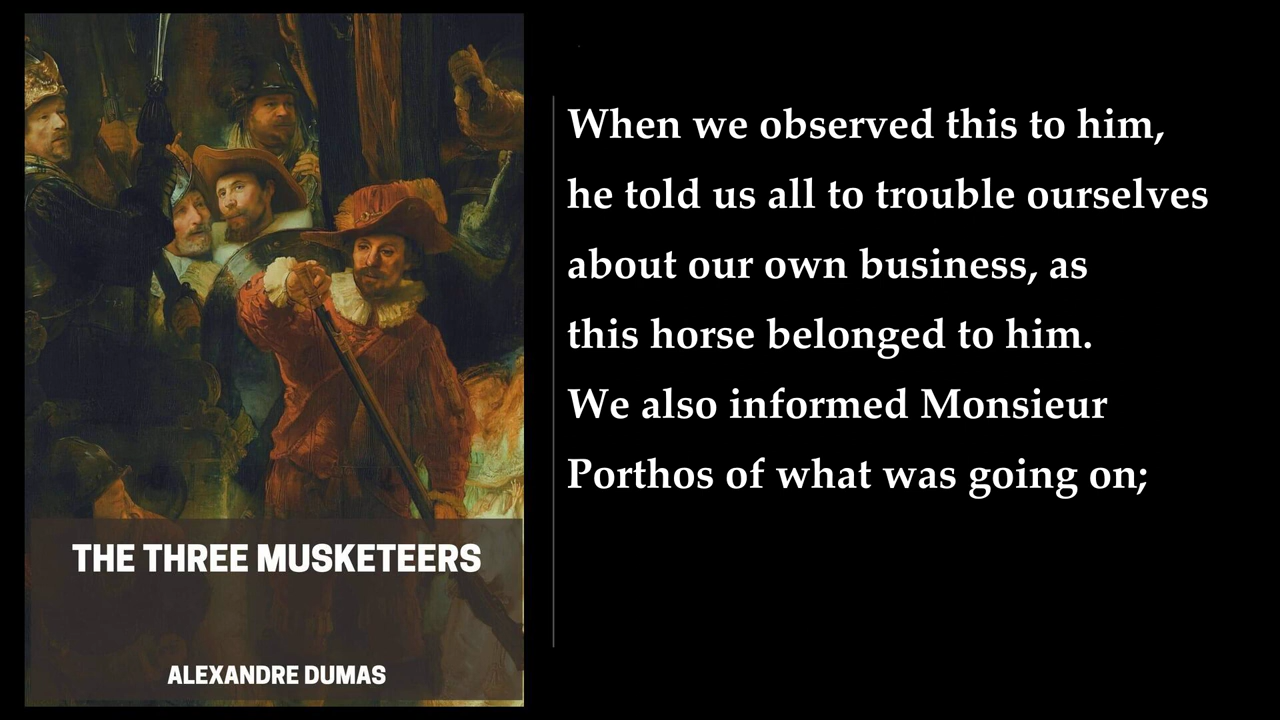 When we observed this to him,
he told us all to trouble ourselves
about our own business, as
this horse belonged to him.
We also informed Monsieur
Porthos of what was going on;
THE THREE MUSKETEERS
ALEXANDRE DUMAS